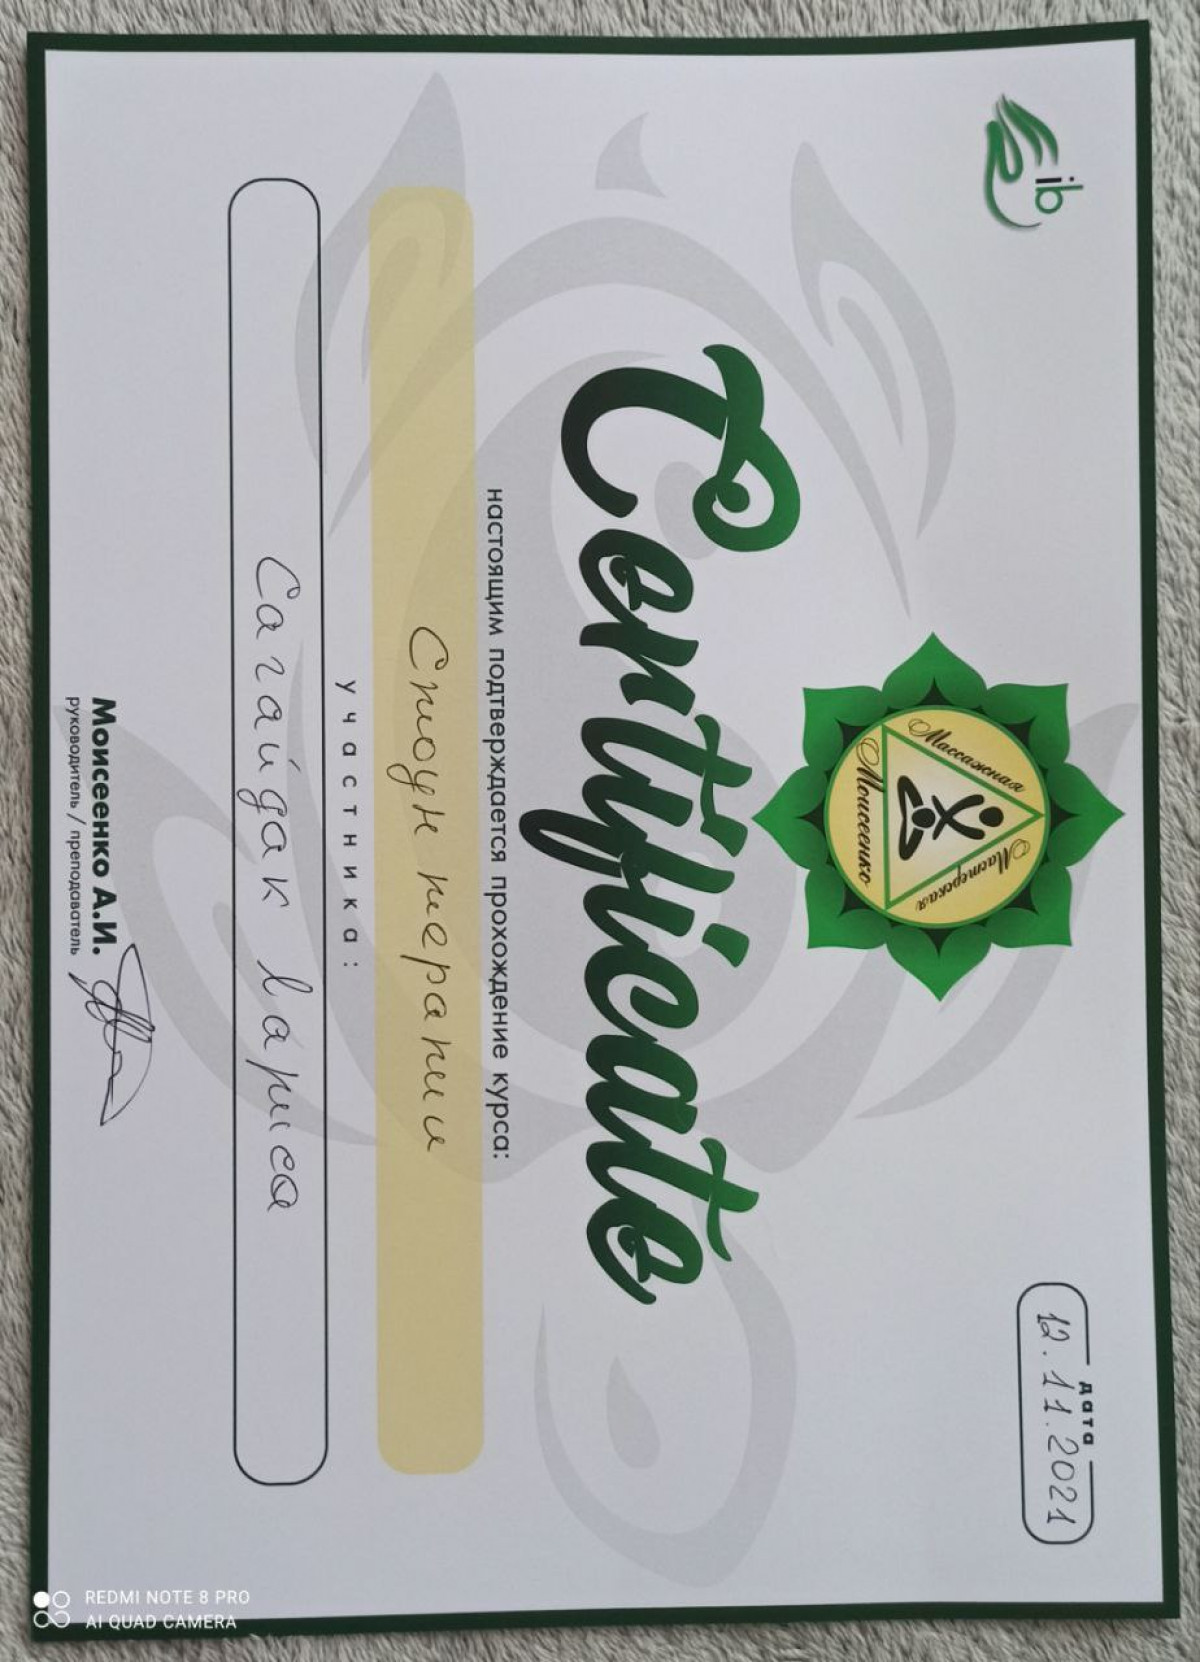 ib
дата
12.11.2021
Массажная Мастерская
Моисеенко
Certificate
настоящим подтверждается прохождение курса:
Стоун терапии
участника:
Сагайдак Лариса
Моисеенко А.И.
руководитель / преподаватель
REDMI NOTE 8 PRO
AI QUAD CAMERA